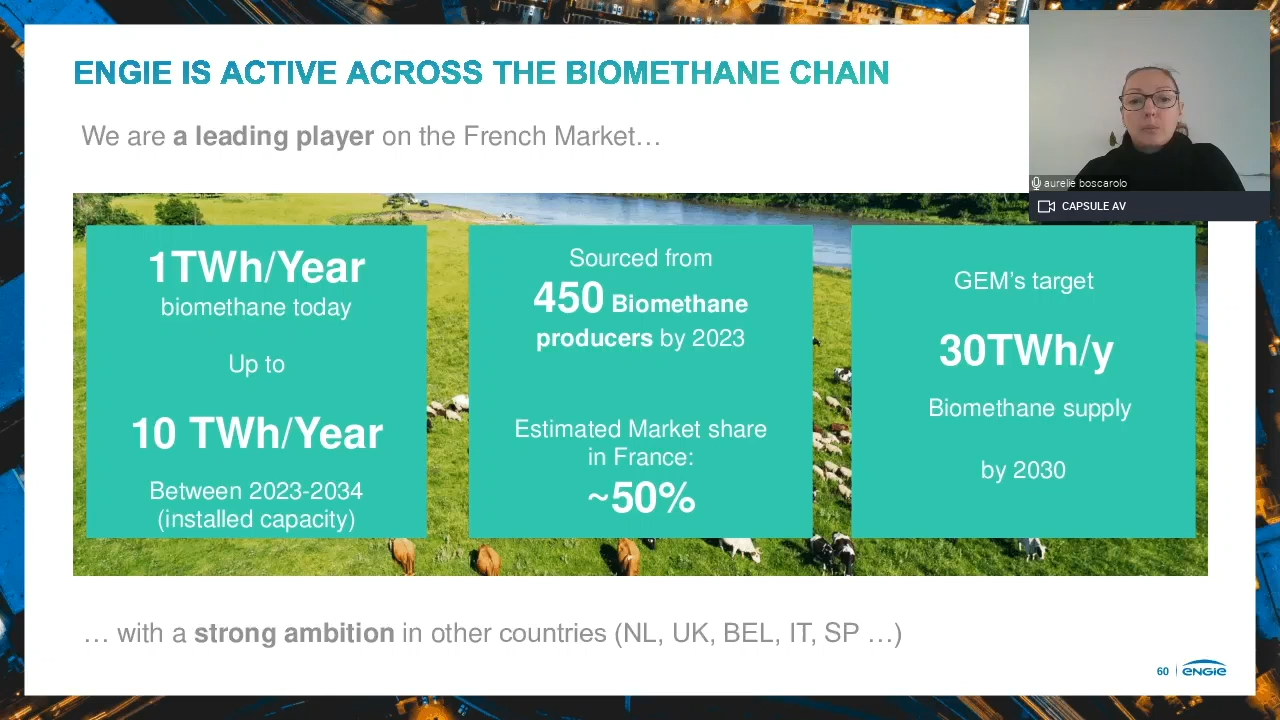 ENGIE IS ACTIVE ACROSS THE BIOMETHANE CHAIN
We are a leading player on the French Market…
aurelie boscarolo
CAPSULE AV
1TWh/Year
biomethane today
Up to
10 TWh/Year
Between 2023-2034
(installed capacity)
Sourced from
450 Biomethane
producers by 2023
Estimated Market share
in France:
~50%
GEM's target
30TWh/y
Biomethane supply
by 2030
… with a strong ambition in other countries (NL, UK, BEL, IT, SP …)
60
ENGIE